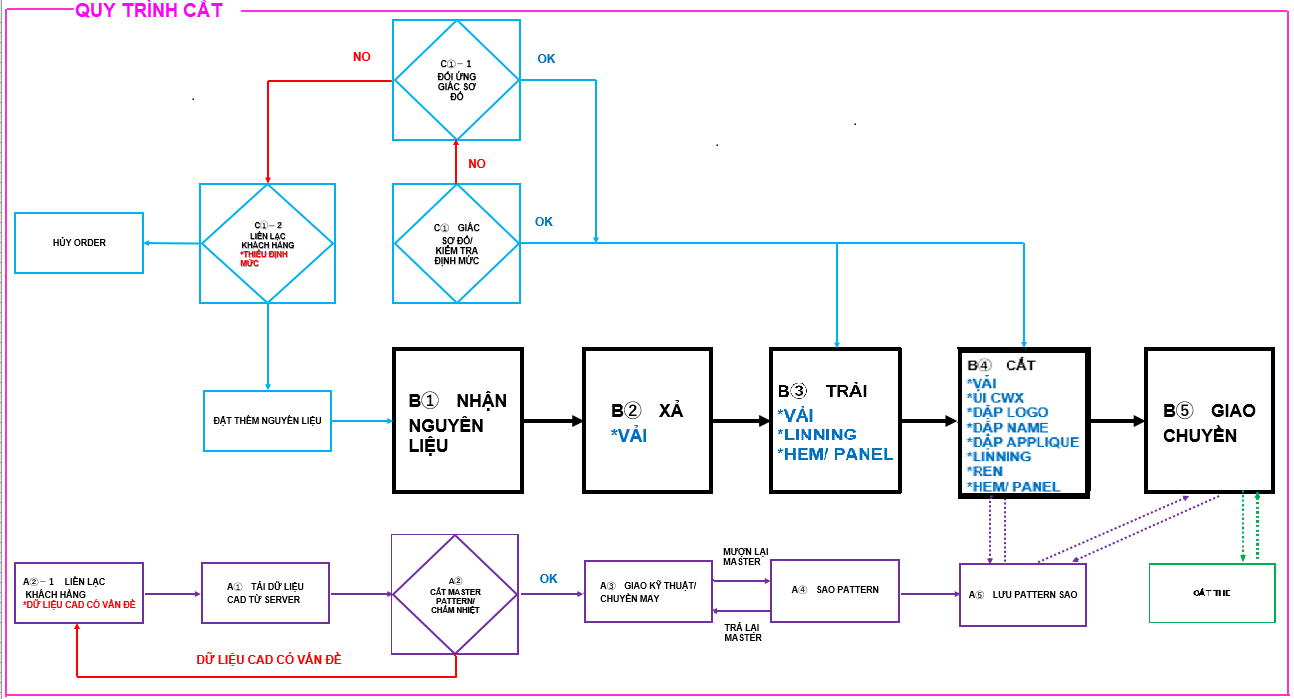 QUY TRÌNH CẮT
NO
C①－1
ĐỐI ỨNG
GIÁC SƠ
ĐỒ
OK
NO
HỦY ORDER
C①－2
LIÊN LẠC
KHÁCH HÀNG
*THIẾU ĐỊNH
MỨC
C① GIÁC
SƠ ĐỒ/
KIỂM TRA
ĐỊNH MỨC
OK
ĐẶT THÊM NGUYÊN LIỆU
B① NHẬN
NGUYÊN
LIỆU
B② XẢ
*VẢI
B③ TRẢI
*VẢI
*LINNING
*HEM/ PANEL
B④ CẮT
*VẢI
*ỦI CWX
*DẬP LOGO
*DẬP NAME
*DẬP APPLIQUE
*LINNING
*REN
*HEM/ PANEL
B⑤ GIAO
CHUYỀN
A②－1 LIÊN LẠC
KHÁCH HÀNG
*DỮ LIỆU CAD CÓ VẤN ĐỀ
A① TẢI DỮ LIỆU
CAD TỪ SERVER
A②
CẮT MASTER
PATTERN/
CHẤM NHIỆT
OK
A③ GIAO KỸ THUẬT/
CHUYỀN MAY
MƯỢN LẠI
MASTER
TRẢ LẠI
MASTER
A④ SAO PATTERN
A⑤ LƯU PATTERN SAO
DỮ LIỆU CAD CÓ VẤN ĐỀ